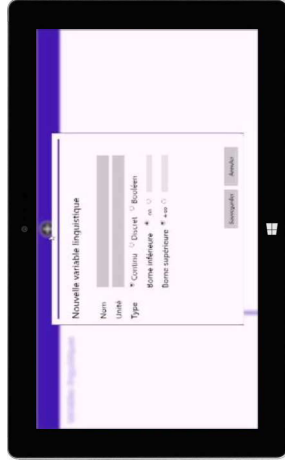 Nouvelle variable linguistique
Nom
Unité
Type Continu Discret Booléen
Borne inférieure -∞
Borne supérieure +∞
Sauvegarder Annuler